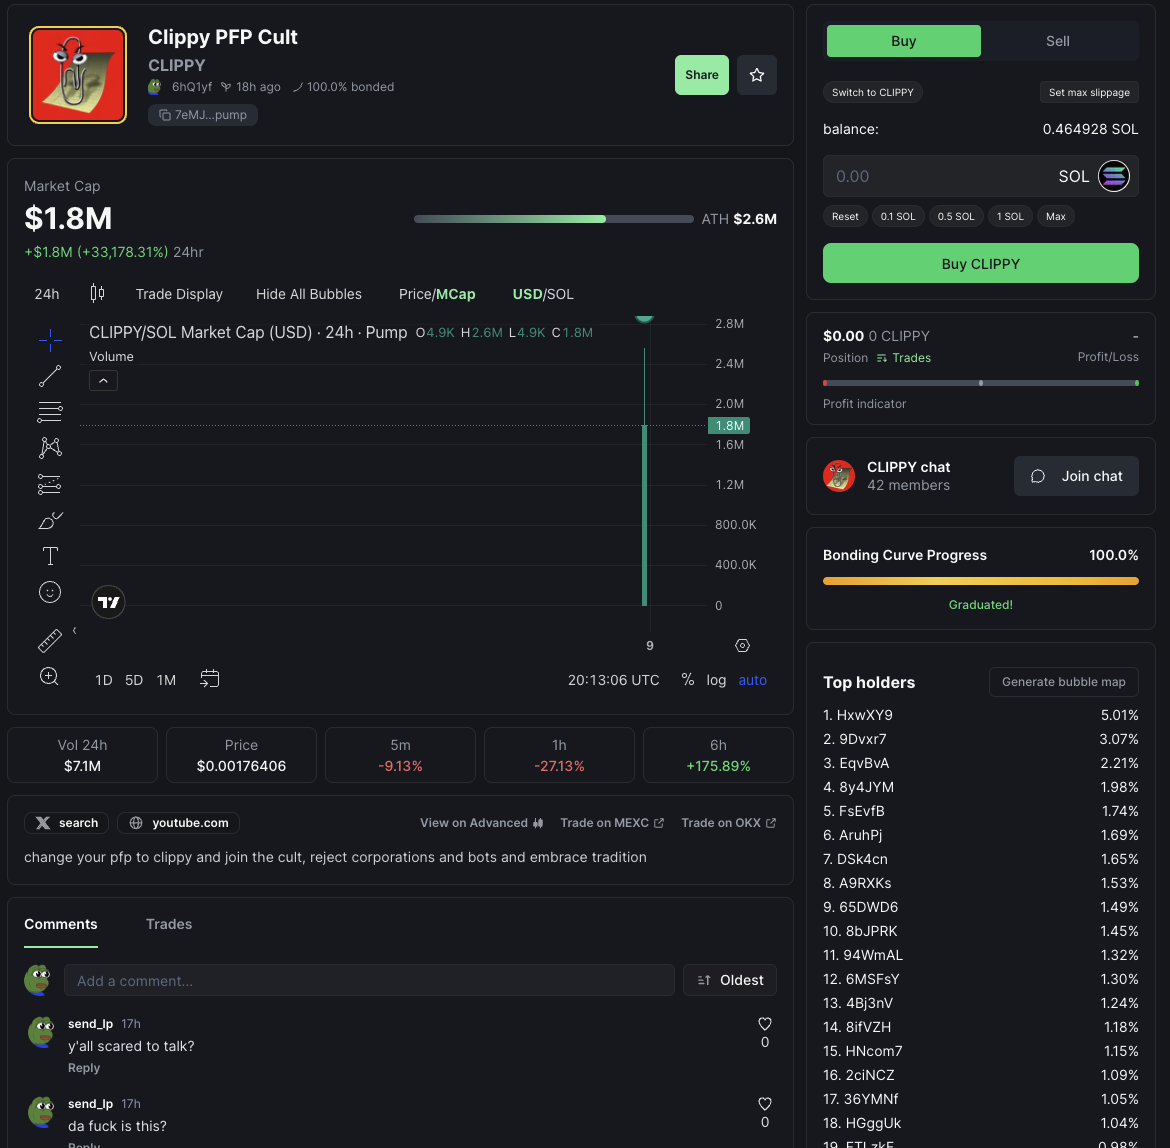 Clippy PFP Cult
CLIPPY
6hQ1yf 18h ago 100.0% bonded
7eMJ...pump
Share
Market Cap
$1.8M
ATH $2.6M
+$1.8M (+33,178.31%) 24hr
24h Trade Display Hide All Bubbles Price/MCap USD/SOL
CLIPPY/SOL Market Cap (USD) · 24h · Pump O4.9K H2.6M L4.9K C1.8M
Volume
2.8M
2.4M
2.0M
1.8M
1.6M
1.2M
800.0K
400.0K
0
9
1D 5D 1M 20:13:06 UTC % log auto
Vol 24h
$7.1M
Price
$0.00176406
5m
-9.13%
1h
-27.13%
6h
+175.89%
search youtube.com View on Advanced Trade on MEXC Trade on OKX
change your pfp to clippy and join the cult, reject corporations and bots and embrace tradition
Comments Trades
Add a comment... Oldest
send_lp 17h
y'all scared to talk?
0
Reply
send_lp 17h
da fuck is this?
0
Reply
Buy Sell
Switch to CLIPPY Set max slippage
balance: 0.464928 SOL
0.00 SOL
Reset 0.1 SOL 0.5 SOL 1 SOL Max
Buy CLIPPY
$0.00 0 CLIPPY -
Position Trades Profit/Loss
Profit indicator
CLIPPY chat
42 members
Join chat
Bonding Curve Progress 100.0%
Graduated!
Top holders Generate bubble map
1. HxwXY9 5.01%
2. 9Dvxr7 3.07%
3. EqvBvA 2.21%
4. 8y4JYM 1.98%
5. FsEvfB 1.74%
6. AruhPj 1.69%
7. DSk4cn 1.65%
8. A9RXKs 1.53%
9. 65DWD6 1.49%
10. 8bJPRK 1.45%
11. 94WmAL 1.32%
12. 6MSFsY 1.30%
13. 4Bj3nV 1.24%
14. 8ifVZH 1.18%
15. HNcom7 1.15%
16. 2ciNCZ 1.09%
17. 36YMNf 1.05%
18. HGggUk 1.04%
19. 0.98%